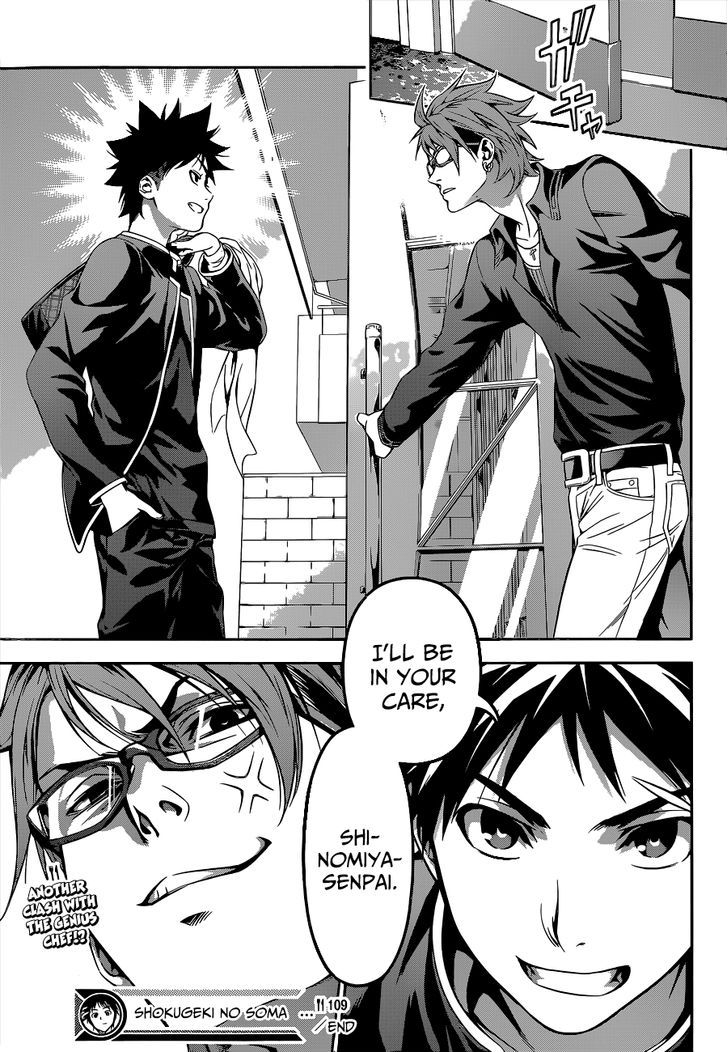 ガチャ
I'LL BE
IN YOUR
CARE,
SHI-
NOMIYA-
SENPAI.
ANOTHER
CLASH WITH
THE GENIUS
CHEF!?
SHOKUGEKI NO SOMA ... 109
/END